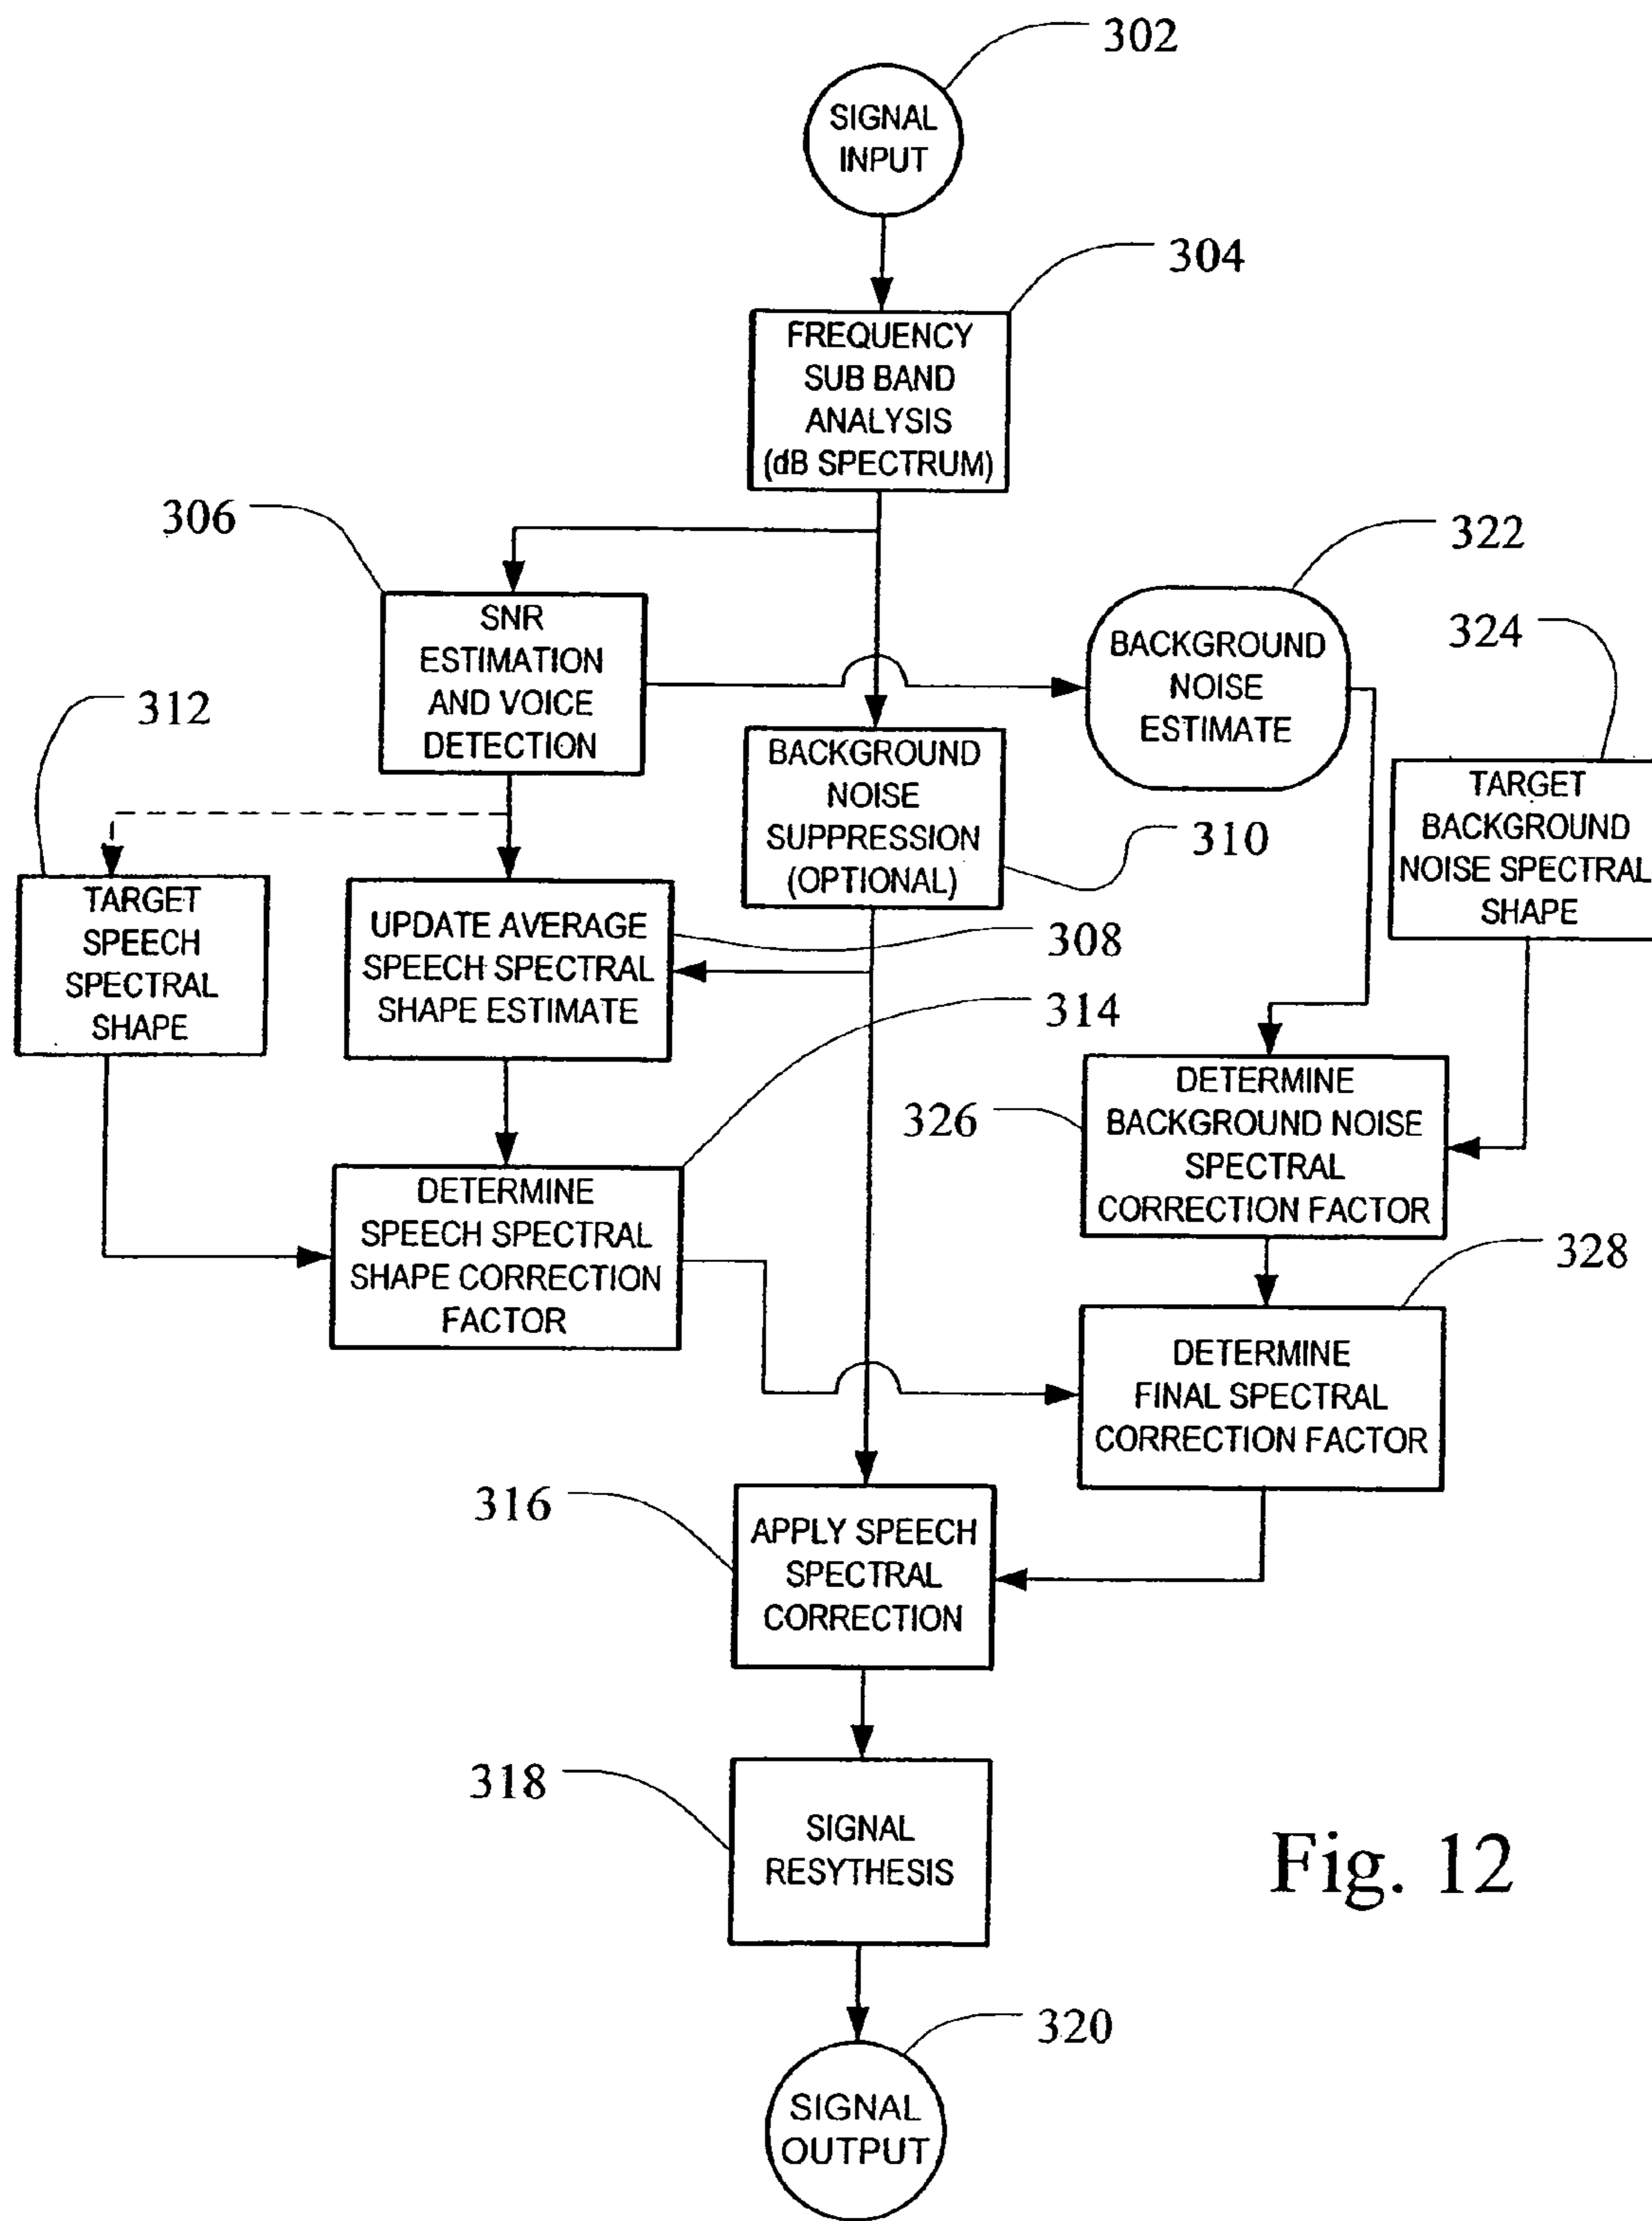 302
SIGNAL
INPUT
304
FREQUENCY
SUB BAND
ANALYSIS
(dB SPECTRUM)
306
SNR
ESTIMATION
AND VOICE
DETECTION
322
BACKGROUND
NOISE
ESTIMATE
324
TARGET
BACKGROUND
NOISE SPECTRAL
SHAPE
312
TARGET
SPEECH
SPECTRAL
SHAPE
BACKGROUND
NOISE
SUPPRESSION
(OPTIONAL)
310
UPDATE AVERAGE
SPEECH SPECTRAL
SHAPE ESTIMATE
308
314
DETERMINE
SPEECH SPECTRAL
SHAPE CORRECTION
FACTOR
326
DETERMINE
BACKGROUND NOISE
SPECTRAL
CORRECTION FACTOR
328
DETERMINE
FINAL SPECTRAL
CORRECTION FACTOR
316
APPLY SPEECH
SPECTRAL
CORRECTION
318
SIGNAL
RESYTHESIS
Fig. 12
320
SIGNAL
OUTPUT